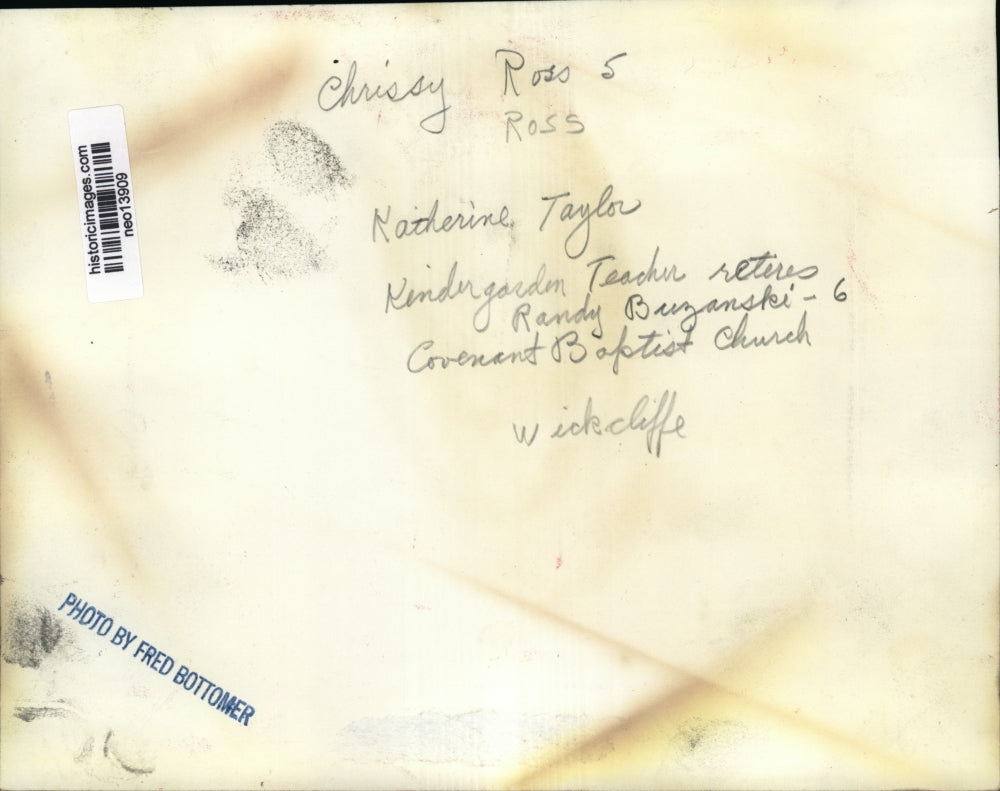 Chrissy Ross 5
ROSS
historicimages.com
neo13909
Katherine Taylor
Kindergarden Teacher reteres
Randy Buzanski - 6
Covenant Baptist Church
Wickcliffe
PHOTO BY FRED BOTTOMER